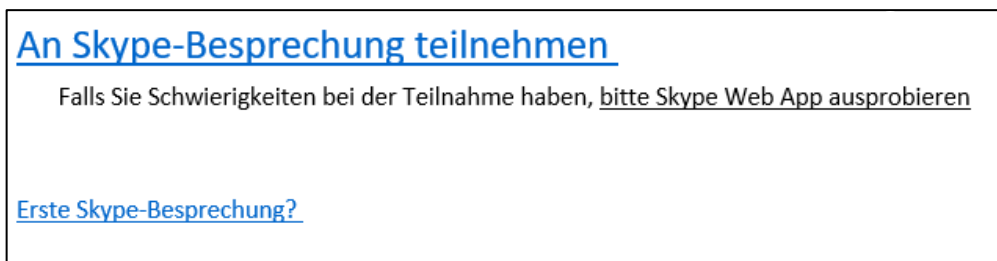 An Skype-Besprechung teilnehmen
Falls Sie Schwierigkeiten bei der Teilnahme haben, bitte Skype Web App ausprobieren
Erste Skype-Besprechung?